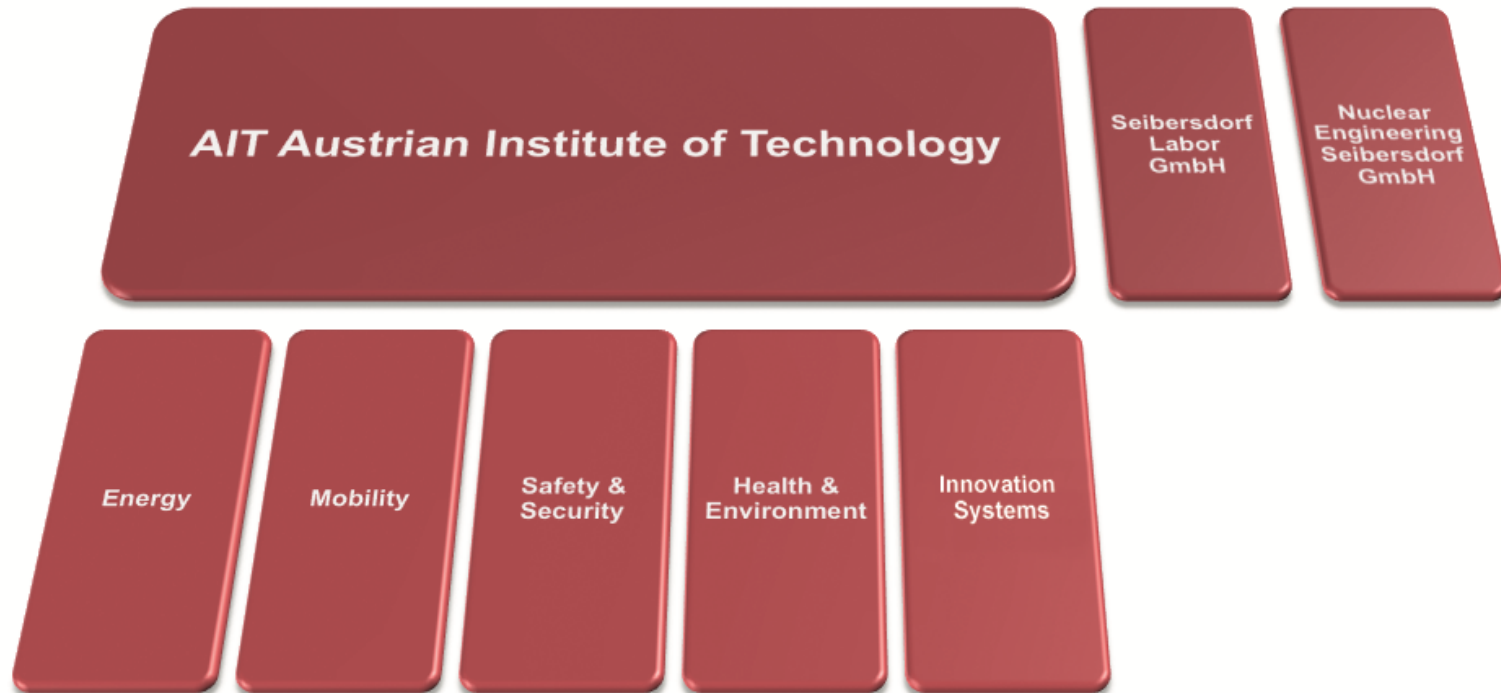 AIT Austrian Institute of Technology
Seibersdorf
Labor
GmbH
Nuclear
Engineering
Seibersdorf
GmbH
Energy
Mobility
Safety &
Security
Health &
Environment
Innovation
Systems